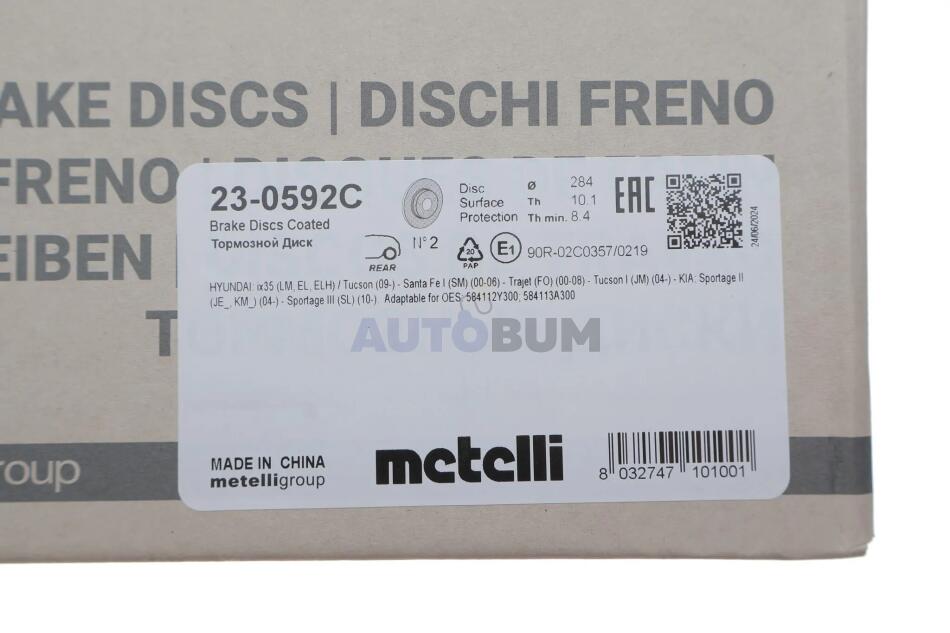 AKE DISCS | DISCHI FRENO
FRENO
EIBEN
23-0592C
Brake Discs Coated
Тормозной Диск
Disc Ø 284
Surface Th 10.1
Protection Th min. 8.4
EAC
24/06/2024
REAR
N°2
20
PAP
E1
90R-02C0357/0219
HYUNDAI: ix35 (LM, EL, ELH) / Tucson (09-) - Santa Fe I (SM) (00-06) - Trajet (FO) (00-08) - Tucson I (JM) (04-) - KIA: Sportage II
(JE_, KM_) (04-) - Sportage III (SL) (10-). Adaptable for OES: 584112Y300; 584113A300
AUTOBUM
MADE IN CHINA
metelligroup
metelli
8 032747 101001
roup